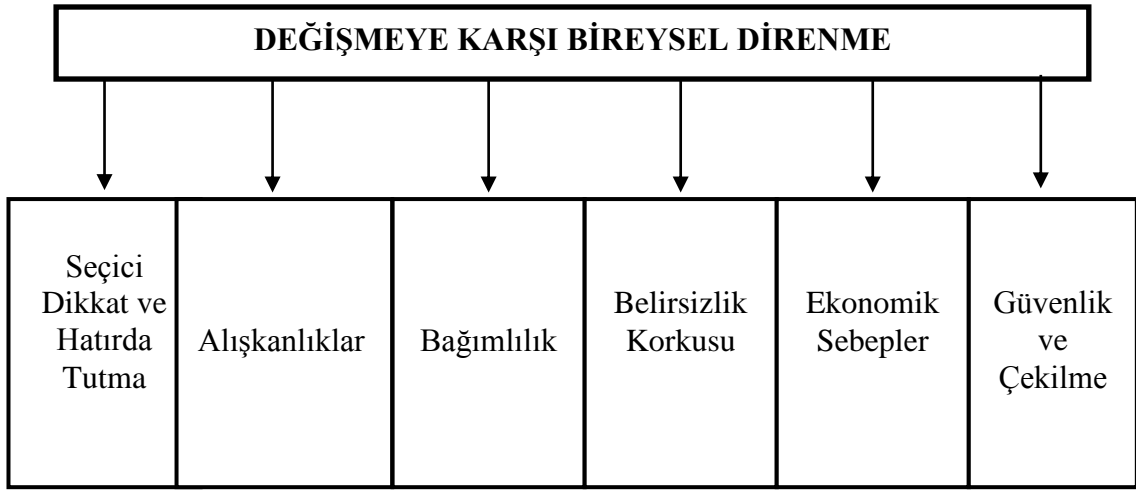 DEĞİŞMEYE KARŞI BİREYSEL DİRENME
Seçici
Dikkat ve
Hatırda
Tutma
Alışkanlıklar
Bağımlılık
Belirsizlik
Korkusu
Ekonomik
Sebepler
Güvenlik
ve
Çekilme